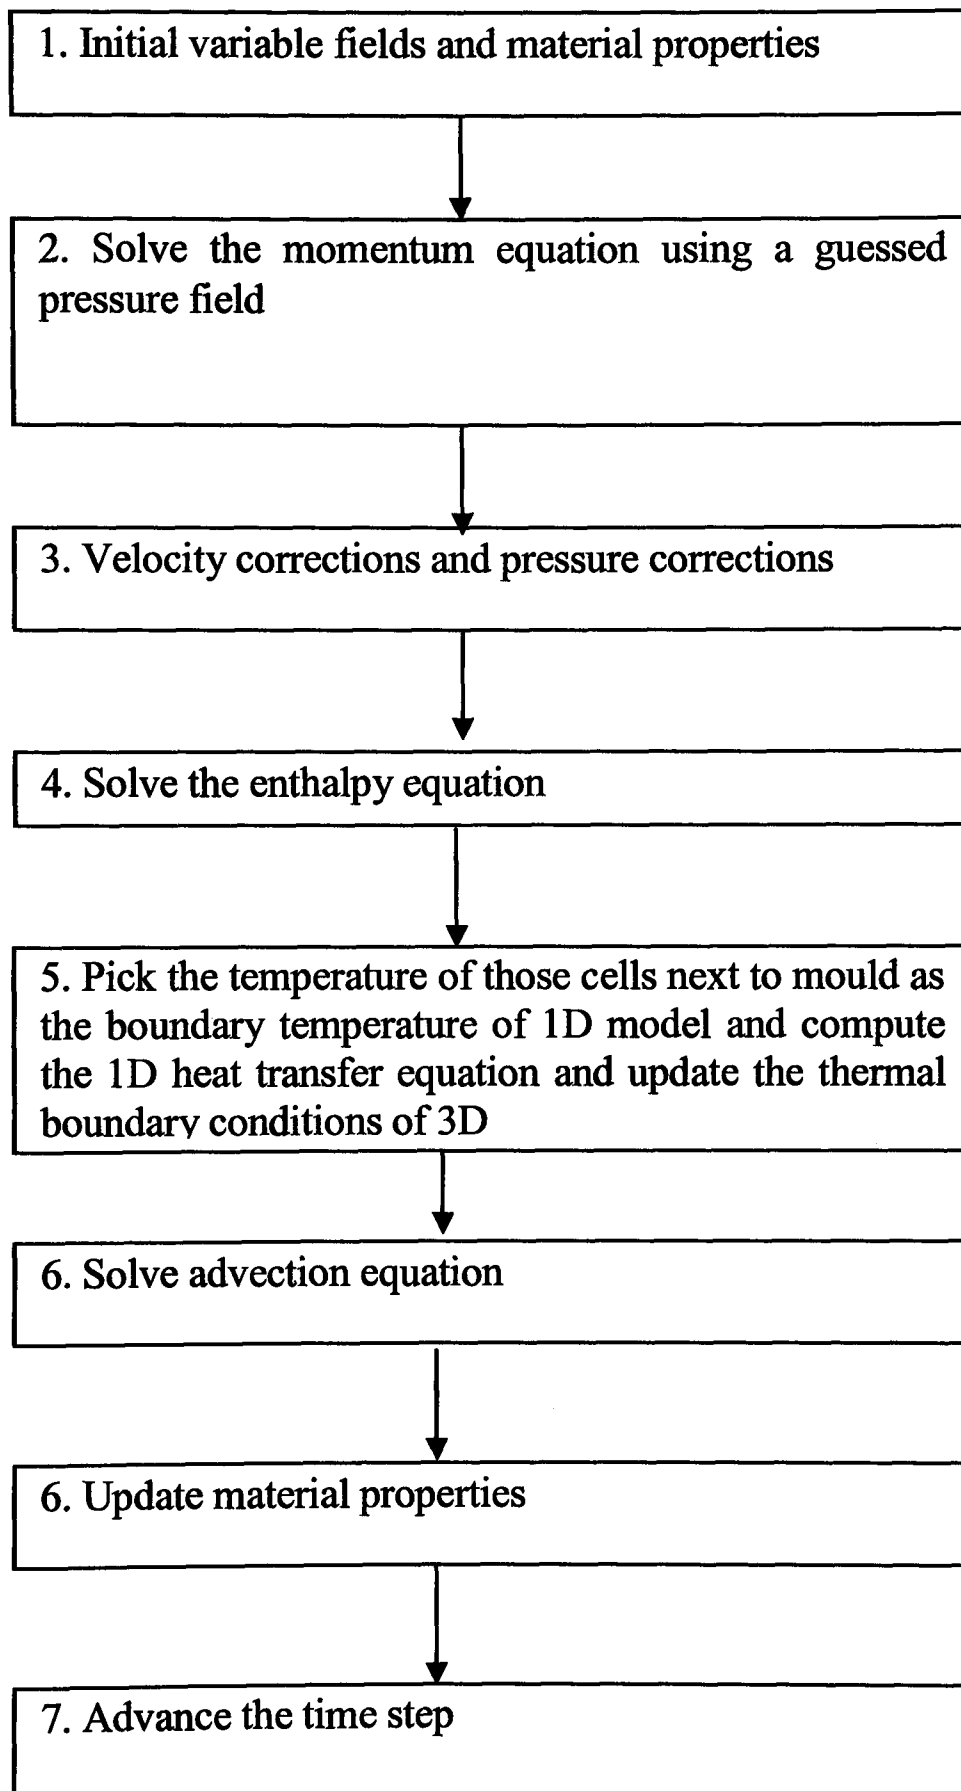 1. Initial variable fields and material properties
2. Solve the momentum equation using a guessed
pressure field
3. Velocity corrections and pressure corrections
4. Solve the enthalpy equation
5. Pick the temperature of those cells next to mould as
the boundary temperature of 1D model and compute
the 1D heat transfer equation and update the thermal
boundary conditions of 3D
6. Solve advection equation
6. Update material properties
7. Advance the time step